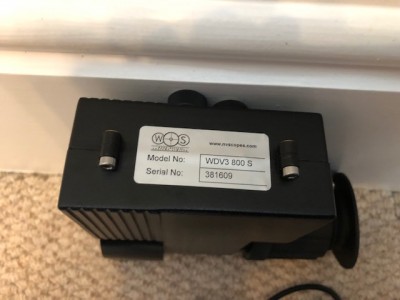 W S
www.nvscopes.com
Model No: WDV3 800 S
Serial No: 381609